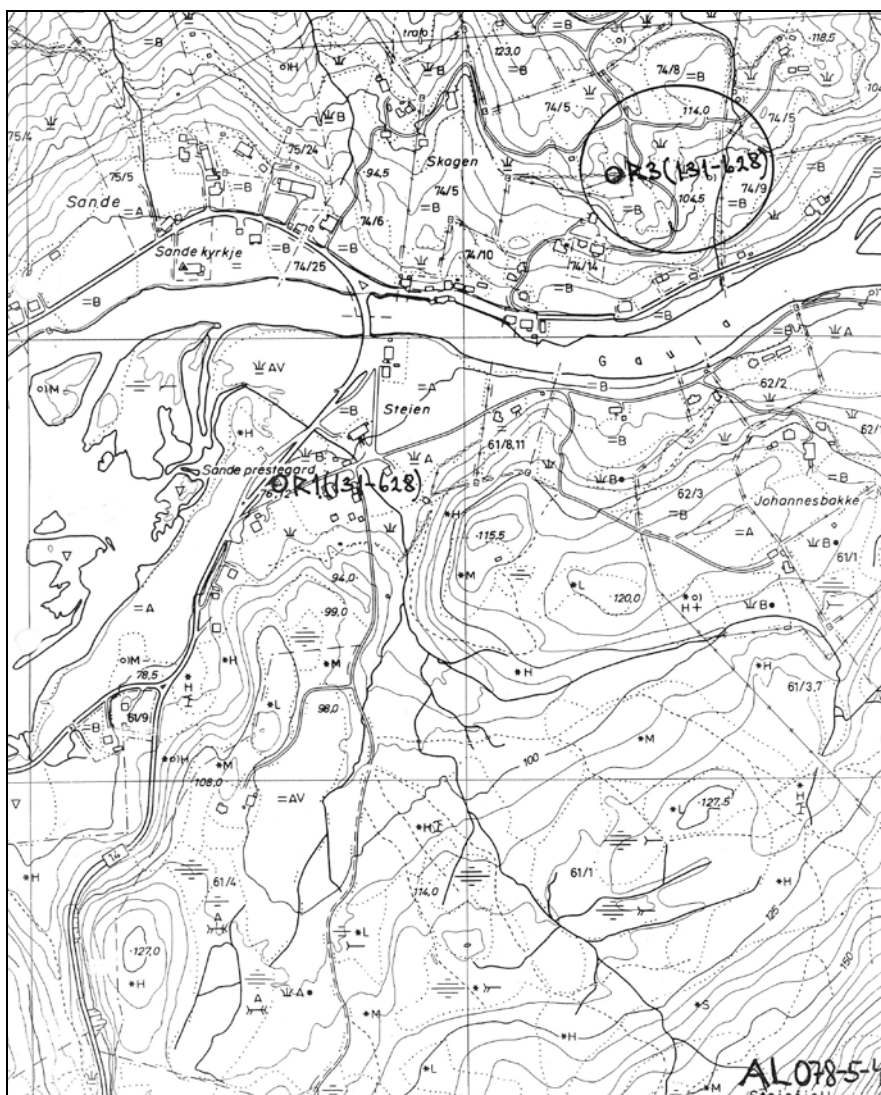 trafo
123,0
118,5
=B
74/8
74/5
114,0
74/5
75/4
75/24
94,5
Skagen
R3 (131-628)
75/5
Sande
=A
74/5
104,5
74/9
74/6
Sande kyrkje
74/25
74/10
74/14
=B
Gaula
AV
M
=A
62/2
Steien
61/8,11
Sande prestegard
R1 (131-628)
62/3
Johannesbakke
115,5
=A
61/1
94,0
99,0
120,0
=A
78,5
61/9
98,0
61/3,7
100
108,0
=AV
127,5
14
61/4
114,0
61/1
125
127,0
150
AL078-5-4